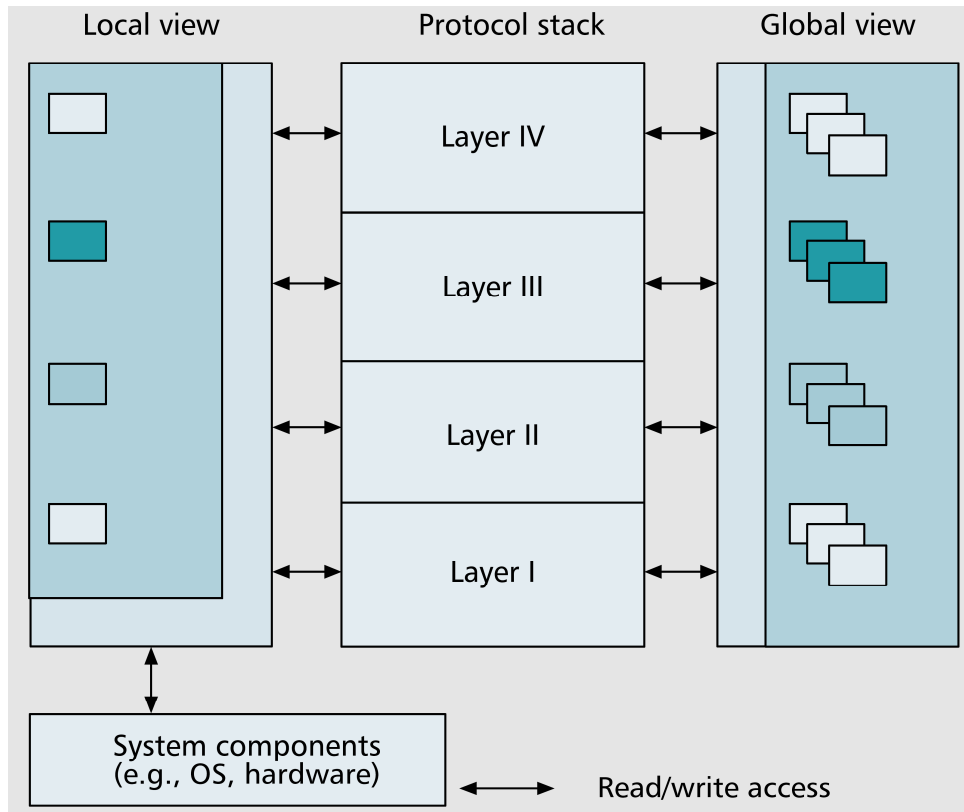 Local view
Protocol stack
Global view
Layer IV
Layer III
Layer II
Layer I
System components
(e.g., OS, hardware)
Read/write access